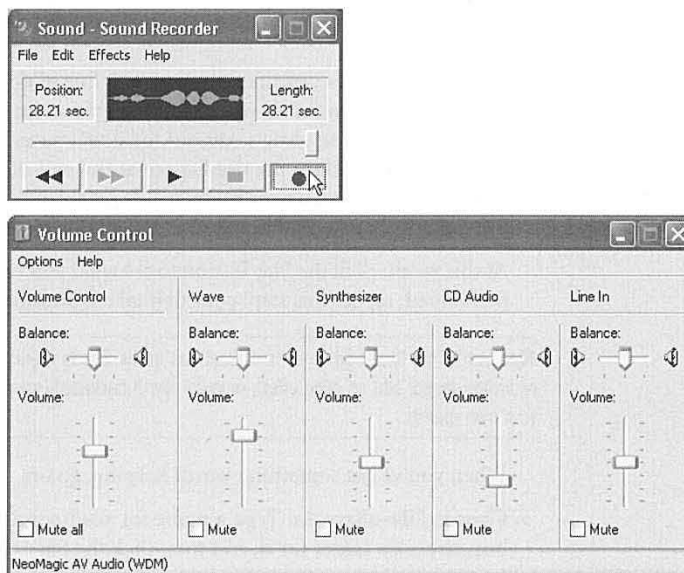 Sound - Sound Recorder
File Edit Effects Help
Position:
28.21 sec.
Length:
28.21 sec.
Volume Control
Options Help
Volume Control Wave Synthesizer CD Audio Line In
Balance: Balance: Balance: Balance: Balance:
Volume: Volume: Volume: Volume: Volume:
Mute all Mute Mute Mute Mute
NeoMagic AV Audio (WDM)